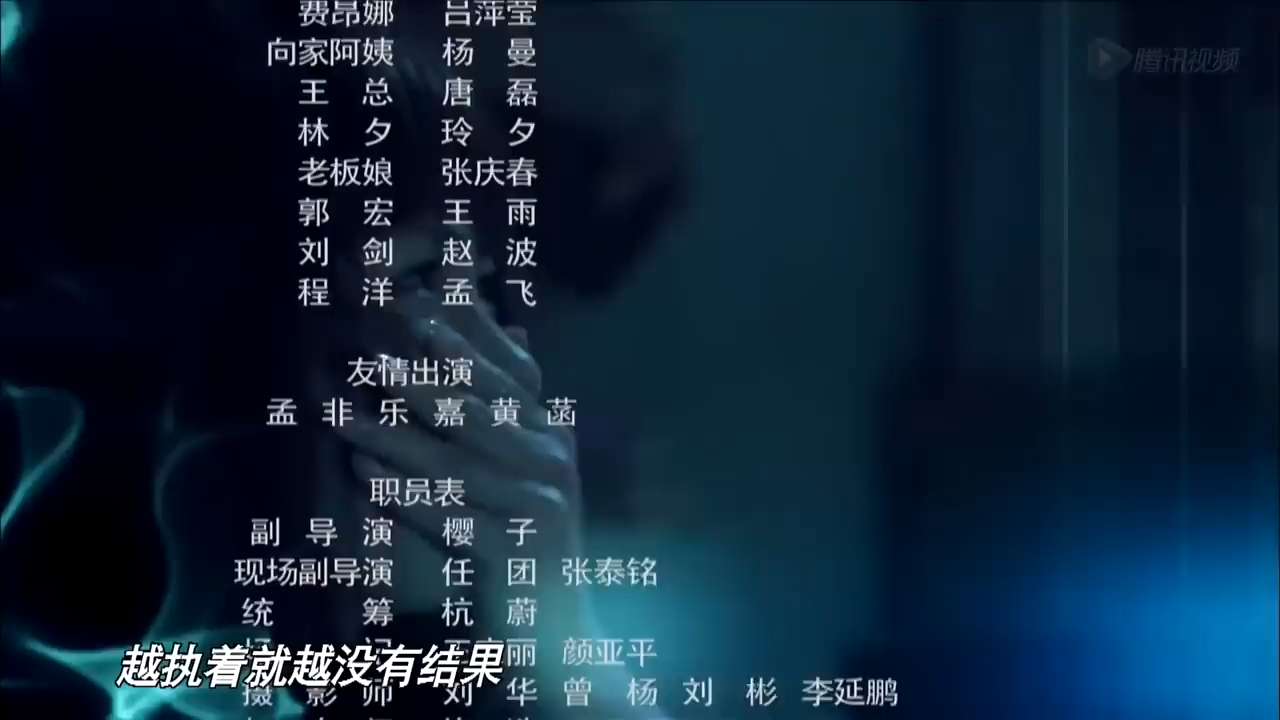 费昂娜 吕萍莹
腾讯视频
向家阿姨 杨曼
王总 唐磊
林夕 玲夕
老板娘 张庆春
郭宏 王雨
刘剑 赵波
程洋 孟飞
友情出演
孟非 乐嘉 黄菡
职员表
副导演 樱子
现场副导演 任团 张泰铭
统筹 杭蔚
丽 颜亚平
越执着就越没有结果
摄影师 刘华 曾杨 刘彬 李延鹏